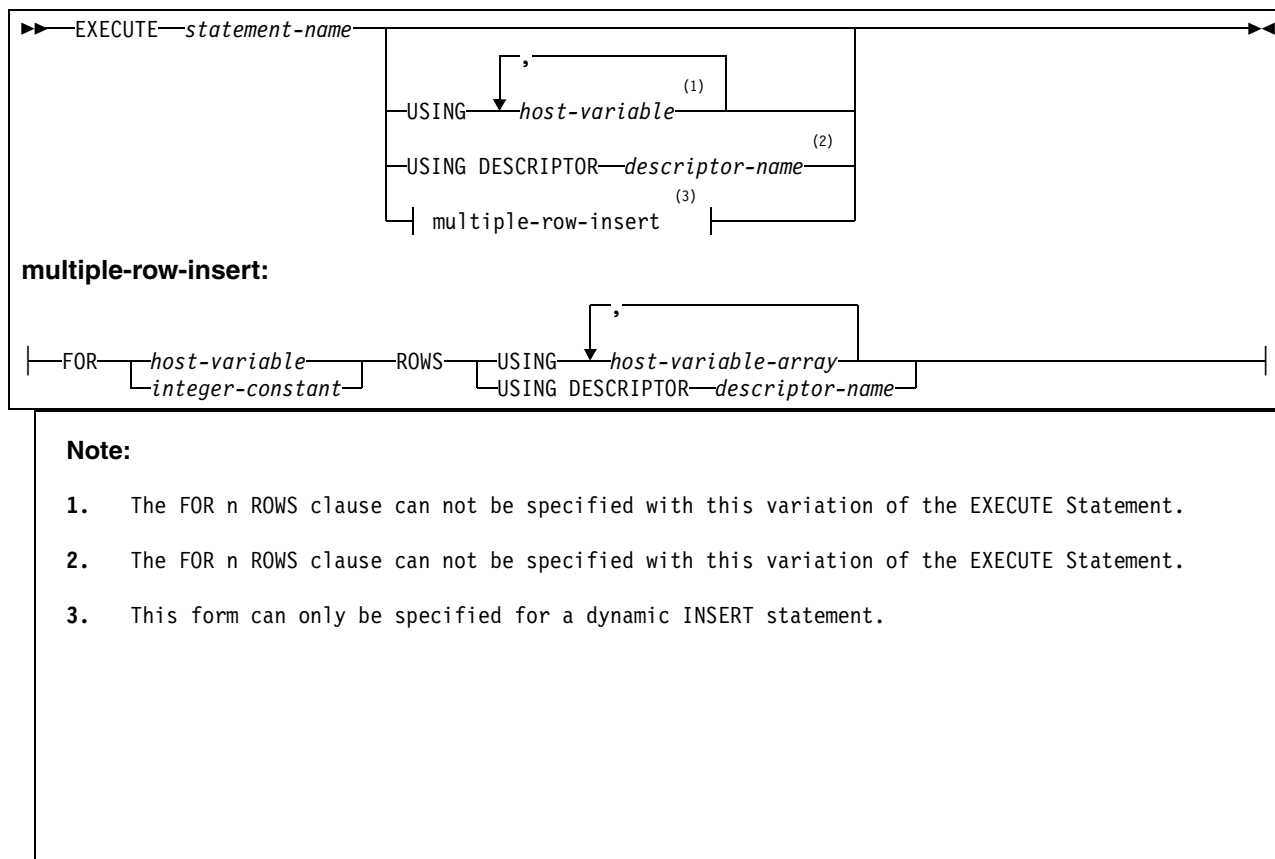 EXECUTE statement-name
,
(1)
USING host-variable
(2)
USING DESCRIPTOR descriptor-name
(3)
multiple-row-insert
multiple-row-insert:
,
FOR host-variable ROWS USING host-variable-array
integer-constant USING DESCRIPTOR descriptor-name
Note:
1. The FOR n ROWS clause can not be specified with this variation of the EXECUTE Statement.
2. The FOR n ROWS clause can not be specified with this variation of the EXECUTE Statement.
3. This form can only be specified for a dynamic INSERT statement.